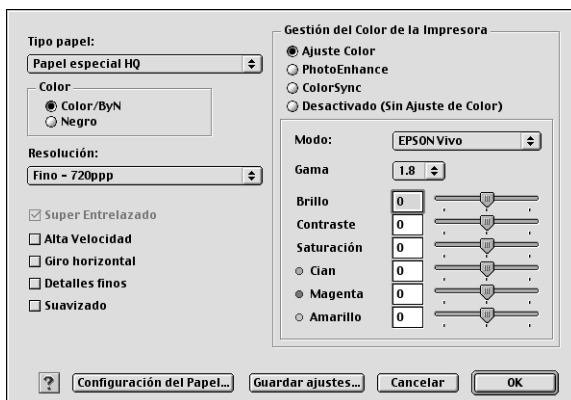 Tipo papel:
Papel especial HQ
Color
Color/ByN
Negro
Resolución:
Fino - 720ppp
Super Entrelazado
Alta Velocidad
Giro horizontal
Detalles finos
Suavizado
Gestión del Color de la Impresora
Ajuste Color
PhotoEnhance
ColorSync
Desactivado (Sin Ajuste de Color)
Modo: EPSON Vivo
Gama 1.8
Brillo 0
Contraste 0
Saturación 0
Cian 0
Magenta 0
Amarillo 0
? Configuración del Papel... Guardar ajustes... Cancelar OK